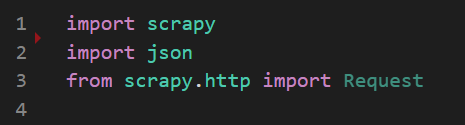 1 import scrapy
2 import json
3 from scrapy.http import Request
4